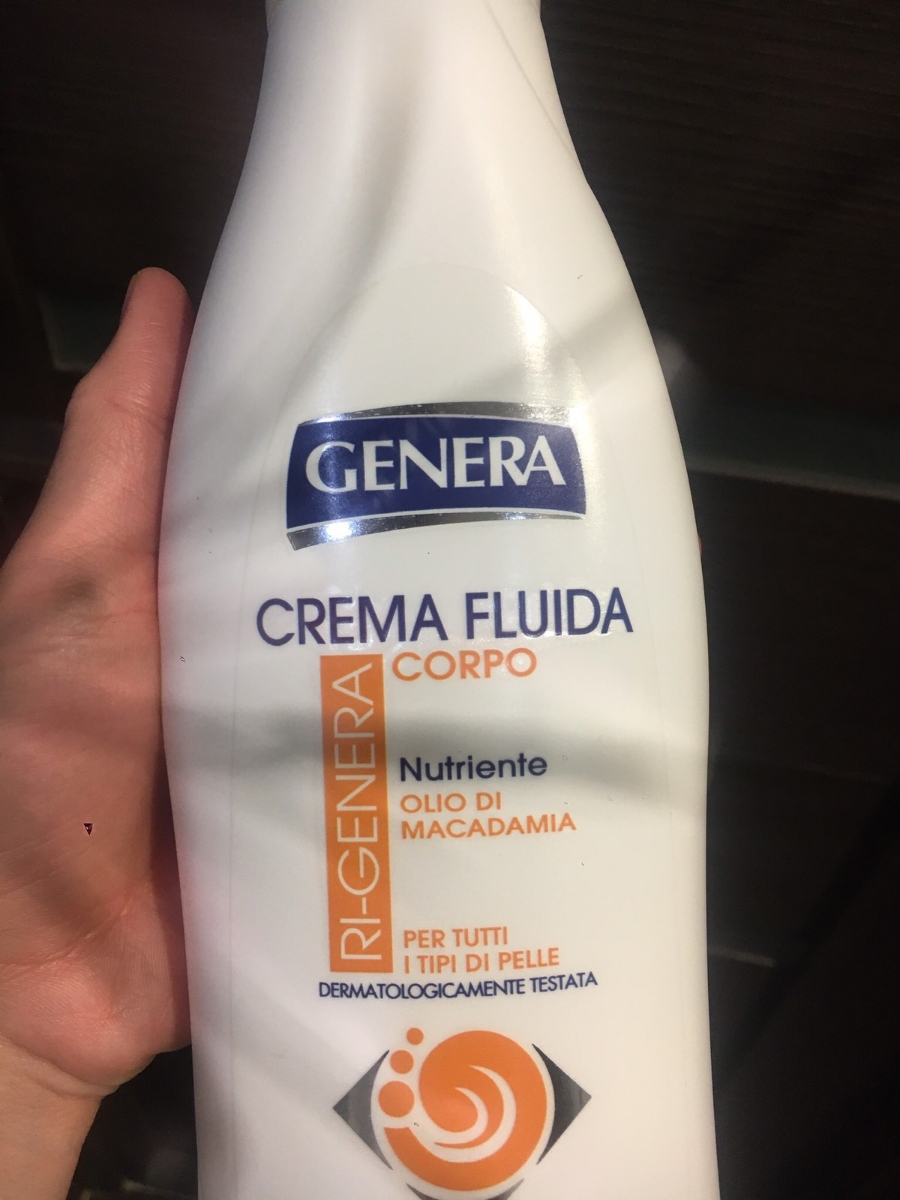 GENERA
CREMA FLUIDA
CORPO
RI-GENERA
Nutriente
OLIO DI
MACADAMIA
PER TUTTI
I TIPI DI PELLE
DERMATOLOGICAMENTE TESTATA